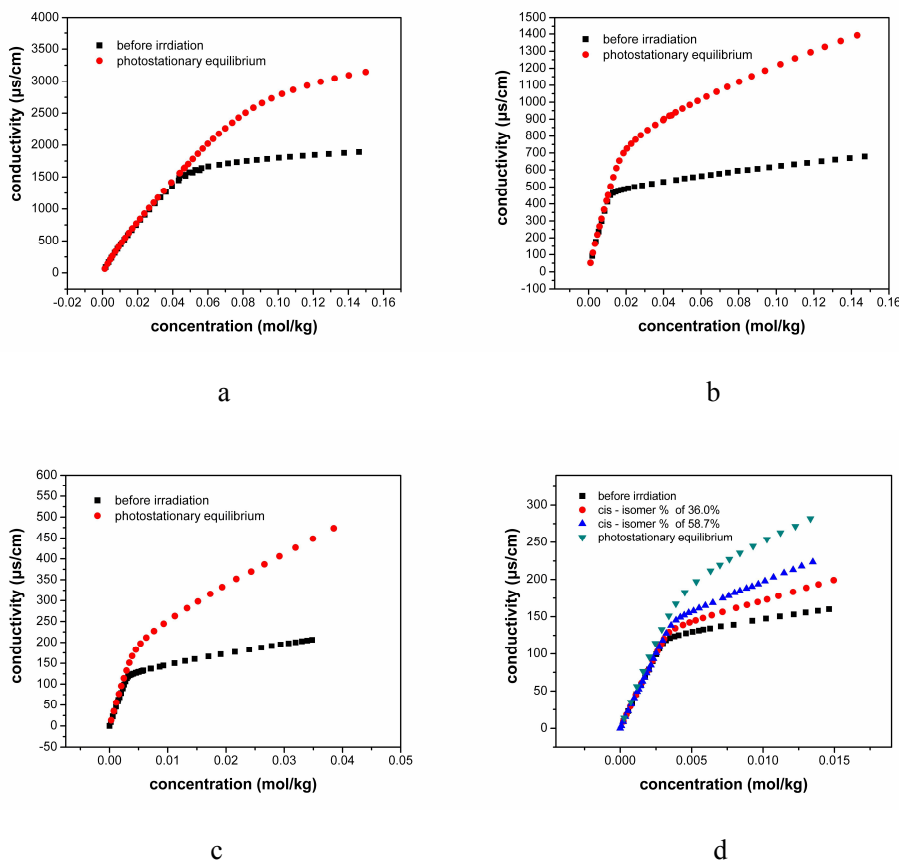 4000
3500
3000
2500
2000
1500
1000
500
0
conductivity (μs/cm)
before irrdiation
photostationary equilibrium
-0.02 0.00 0.02 0.04 0.06 0.08 0.10 0.12 0.14 0.16
concentration (mol/kg)
a
1500
1400
1300
1200
1100
1000
900
800
700
600
500
400
300
200
100
0
-100
conductivity (μs/cm)
before irrdiation
photostationary equilibrium
0.00 0.02 0.04 0.06 0.08 0.10 0.12 0.14 0.16
concentration (mol/kg)
b
600
550
500
450
400
350
300
250
200
150
100
50
0
-50
conductivity (μs/cm)
before irradiation
photostationary equilibrium
0.00 0.01 0.02 0.03 0.04 0.05
concentration (mol/kg)
c
300
250
200
150
100
50
0
conductivity (μs/cm)
before irrdiation
cis - isomer % of 36.0%
cis - isomer % of 58.7%
photostationary equilibrium
0.000 0.005 0.010 0.015
concentration (mol/kg)
d